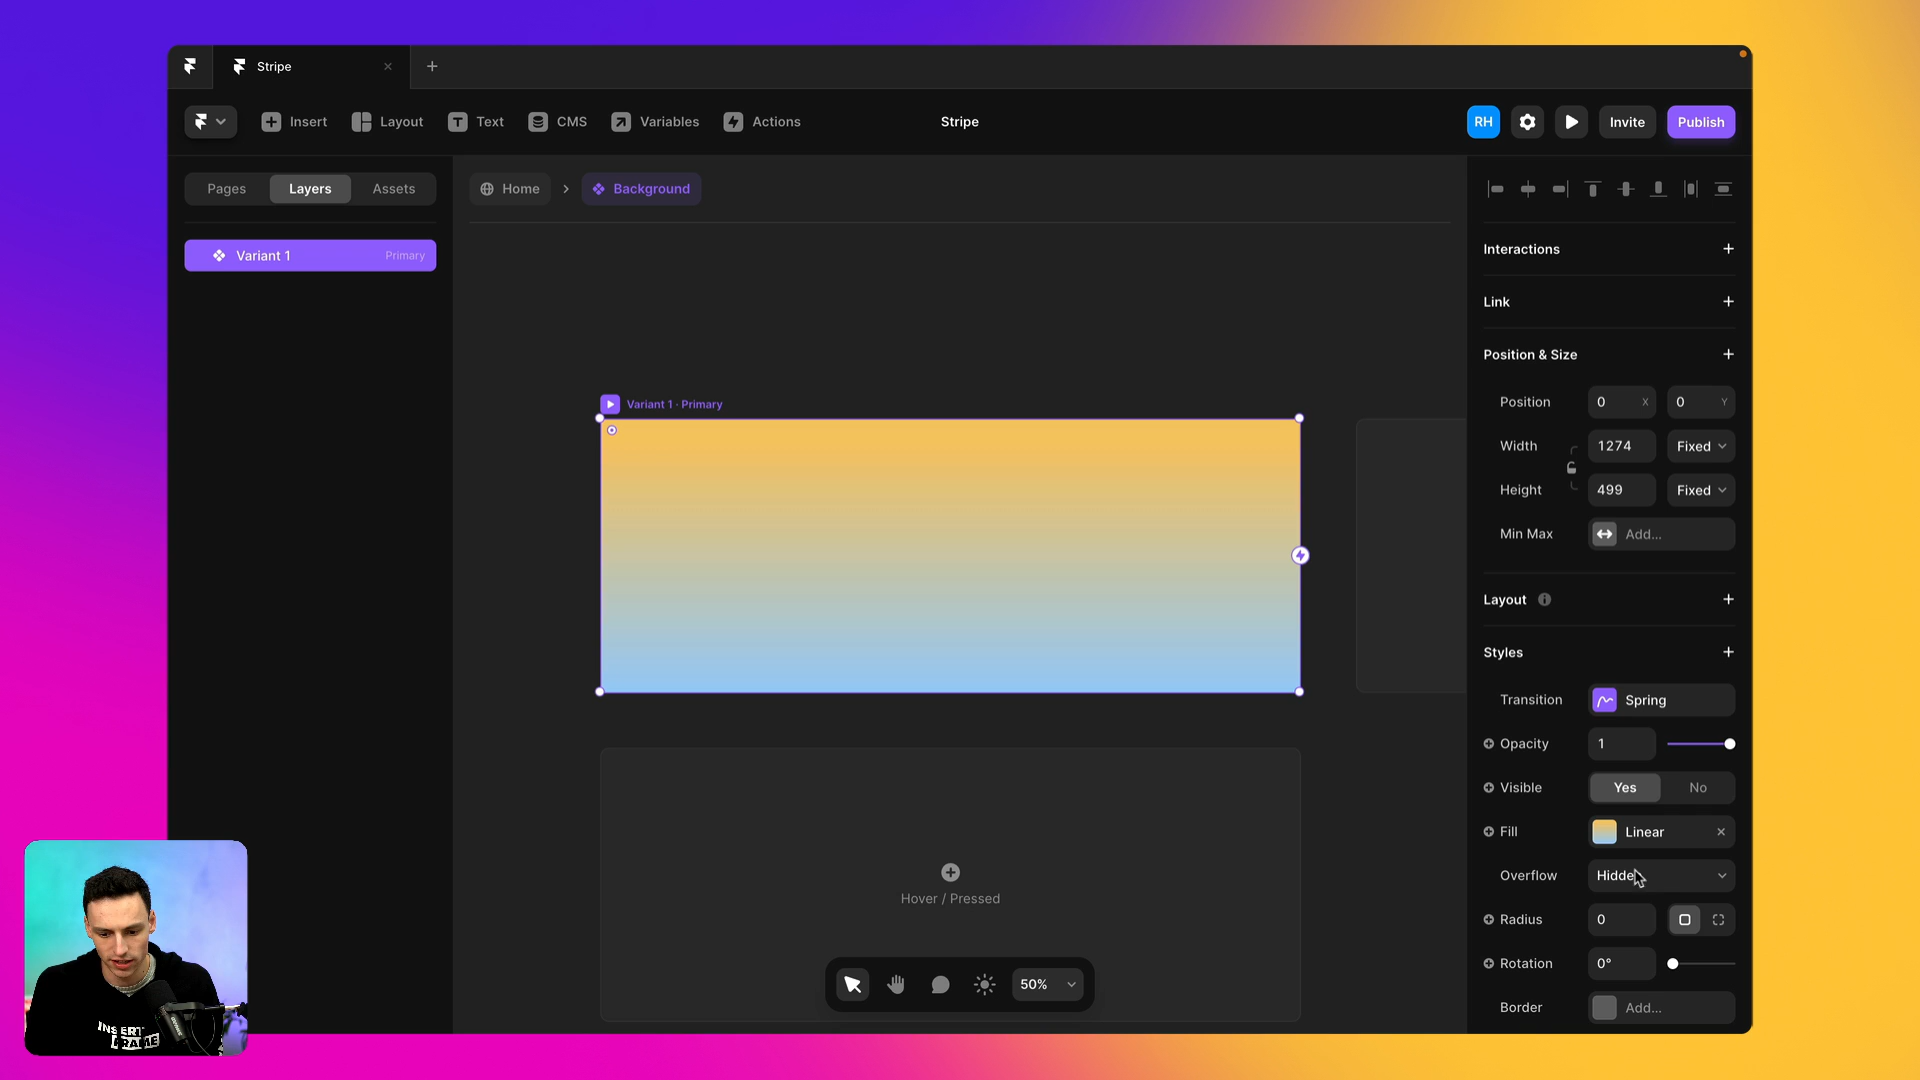 Stripe
Insert
Layout
Text
CMS
Variables
Actions
Stripe
RH
Invite
Publish
Pages
Layers
Assets
Home
Background
Variant 1
Primary
Variant 1 · Primary
Hover / Pressed
50%
Interactions
Link
Position & Size
Position
0
X
0
Y
Width
1274
Fixed
Height
499
Fixed
Min Max
Add...
Layout
Styles
Transition
Spring
Opacity
1
Visible
Yes
No
Fill
Linear
Overflow
Hidden
Radius
0
Rotation
0°
Border
Add...
INSERT
FRAME